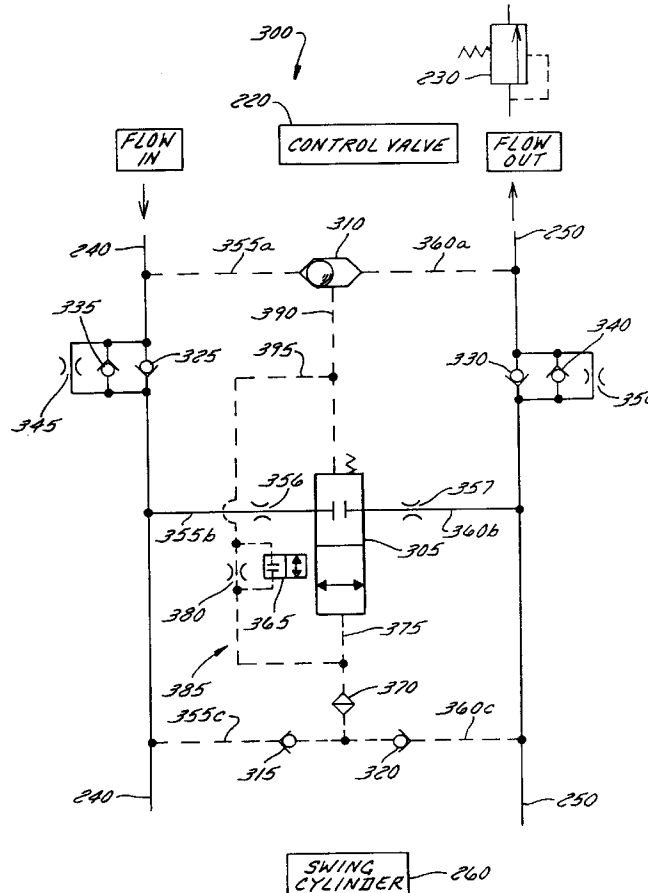 300
230
220
FLOW
IN
CONTROL VALVE
FLOW
OUT
240
250
355a
310
360a
390
335
325
330
340
345
395
350
356
357
355b
305
360b
380
365
375
385
370
355c
360c
315
320
240
250
SWING
CYLINDER
260